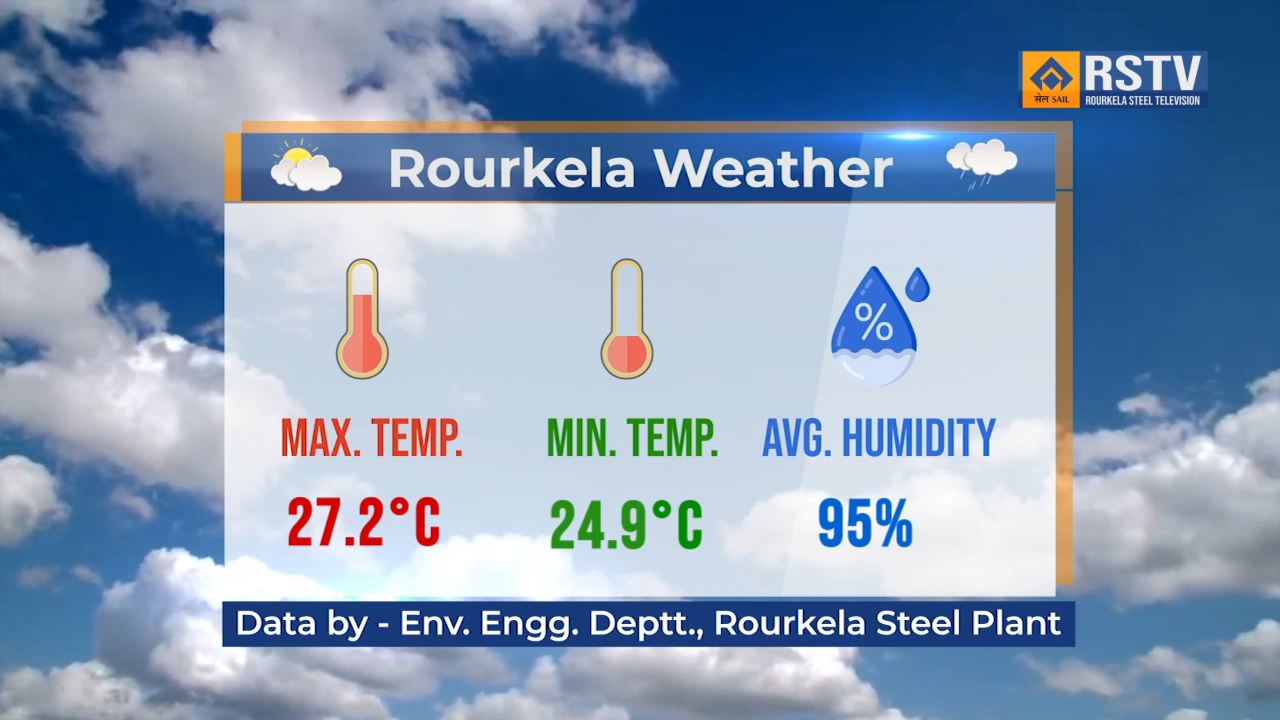 सेल SAIL
RSTV
ROURKELA STEEL TELEVISION
Rourkela Weather
%
MAX. TEMP.
MIN. TEMP.
AVG. HUMIDITY
27.2°C
24.9°C
95%
Data by - Env. Engg. Deptt., Rourkela Steel Plant